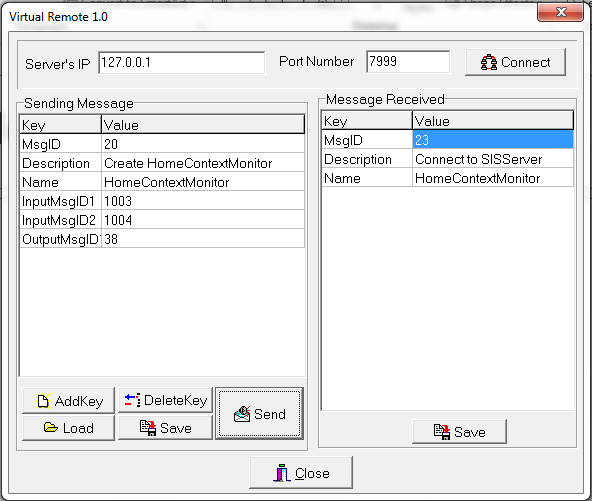 Virtual Remote 1.0
Server's IP 127.0.0.1 Port Number 7999 Connect
Sending Message
Key Value
MsgID 20
Description Create HomeContextMonitor
Name HomeContextMonitor
InputMsgID1 1003
InputMsgID2 1004
OutputMsgID1 38
AddKey DeleteKey Send
Load Save
Message Received
Key Value
MsgID 23
Description Connect to SISServer
Name HomeContextMonitor
Save
Close